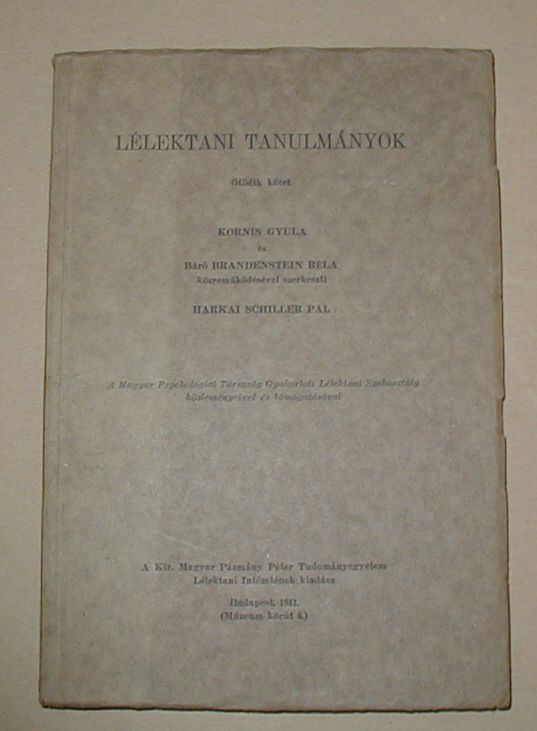 LÉLEKTANI TANULMÁNYOK
Ötödik kötet
KORNIS GYULA
és
Báró BRANDENSTEIN BÉLA
közreműködésével szerkeszti
HARKAI SCHILLER PÁL
A Magyar Psychologiai Társaság Gyakorlati Lélektani Szakosztály
közleményeivel és támogatásával
A Kir. Magyar Pázmány Péter Tudományegyetem
Lélektani Intézetének kiadása
Budapest, 1941.
(Múzeum körút 6.)